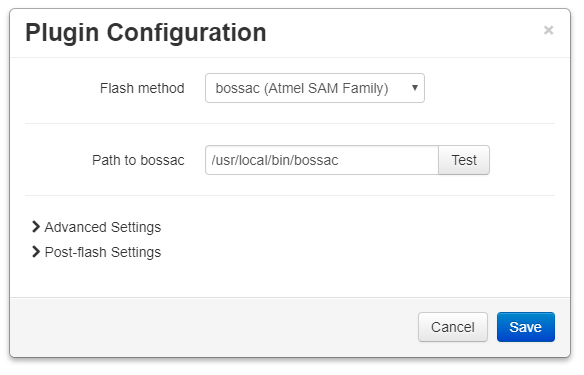 Plugin Configuration ×
Flash method bossac (Atmel SAM Family)
Path to bossac /usr/local/bin/bossac Test
Advanced Settings
Post-flash Settings
Cancel Save